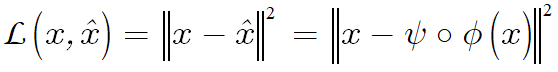 ℒ(x, x̂) = ‖x − x̂‖² = ‖x − ψ ∘ ϕ(x)‖²